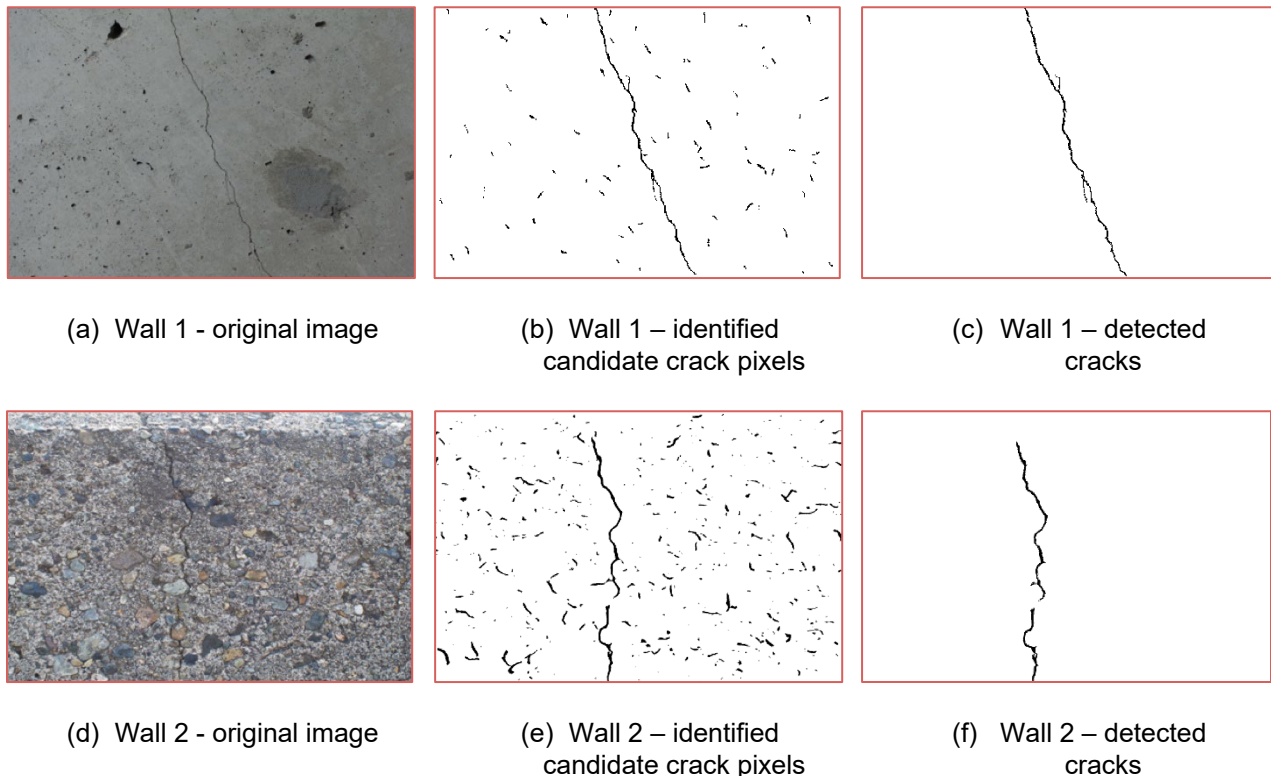 (a) Wall 1 - original image
(b) Wall 1 – identified
candidate crack pixels
(c) Wall 1 – detected
cracks
(d) Wall 2 - original image
(e) Wall 2 – identified
candidate crack pixels
(f) Wall 2 – detected
cracks